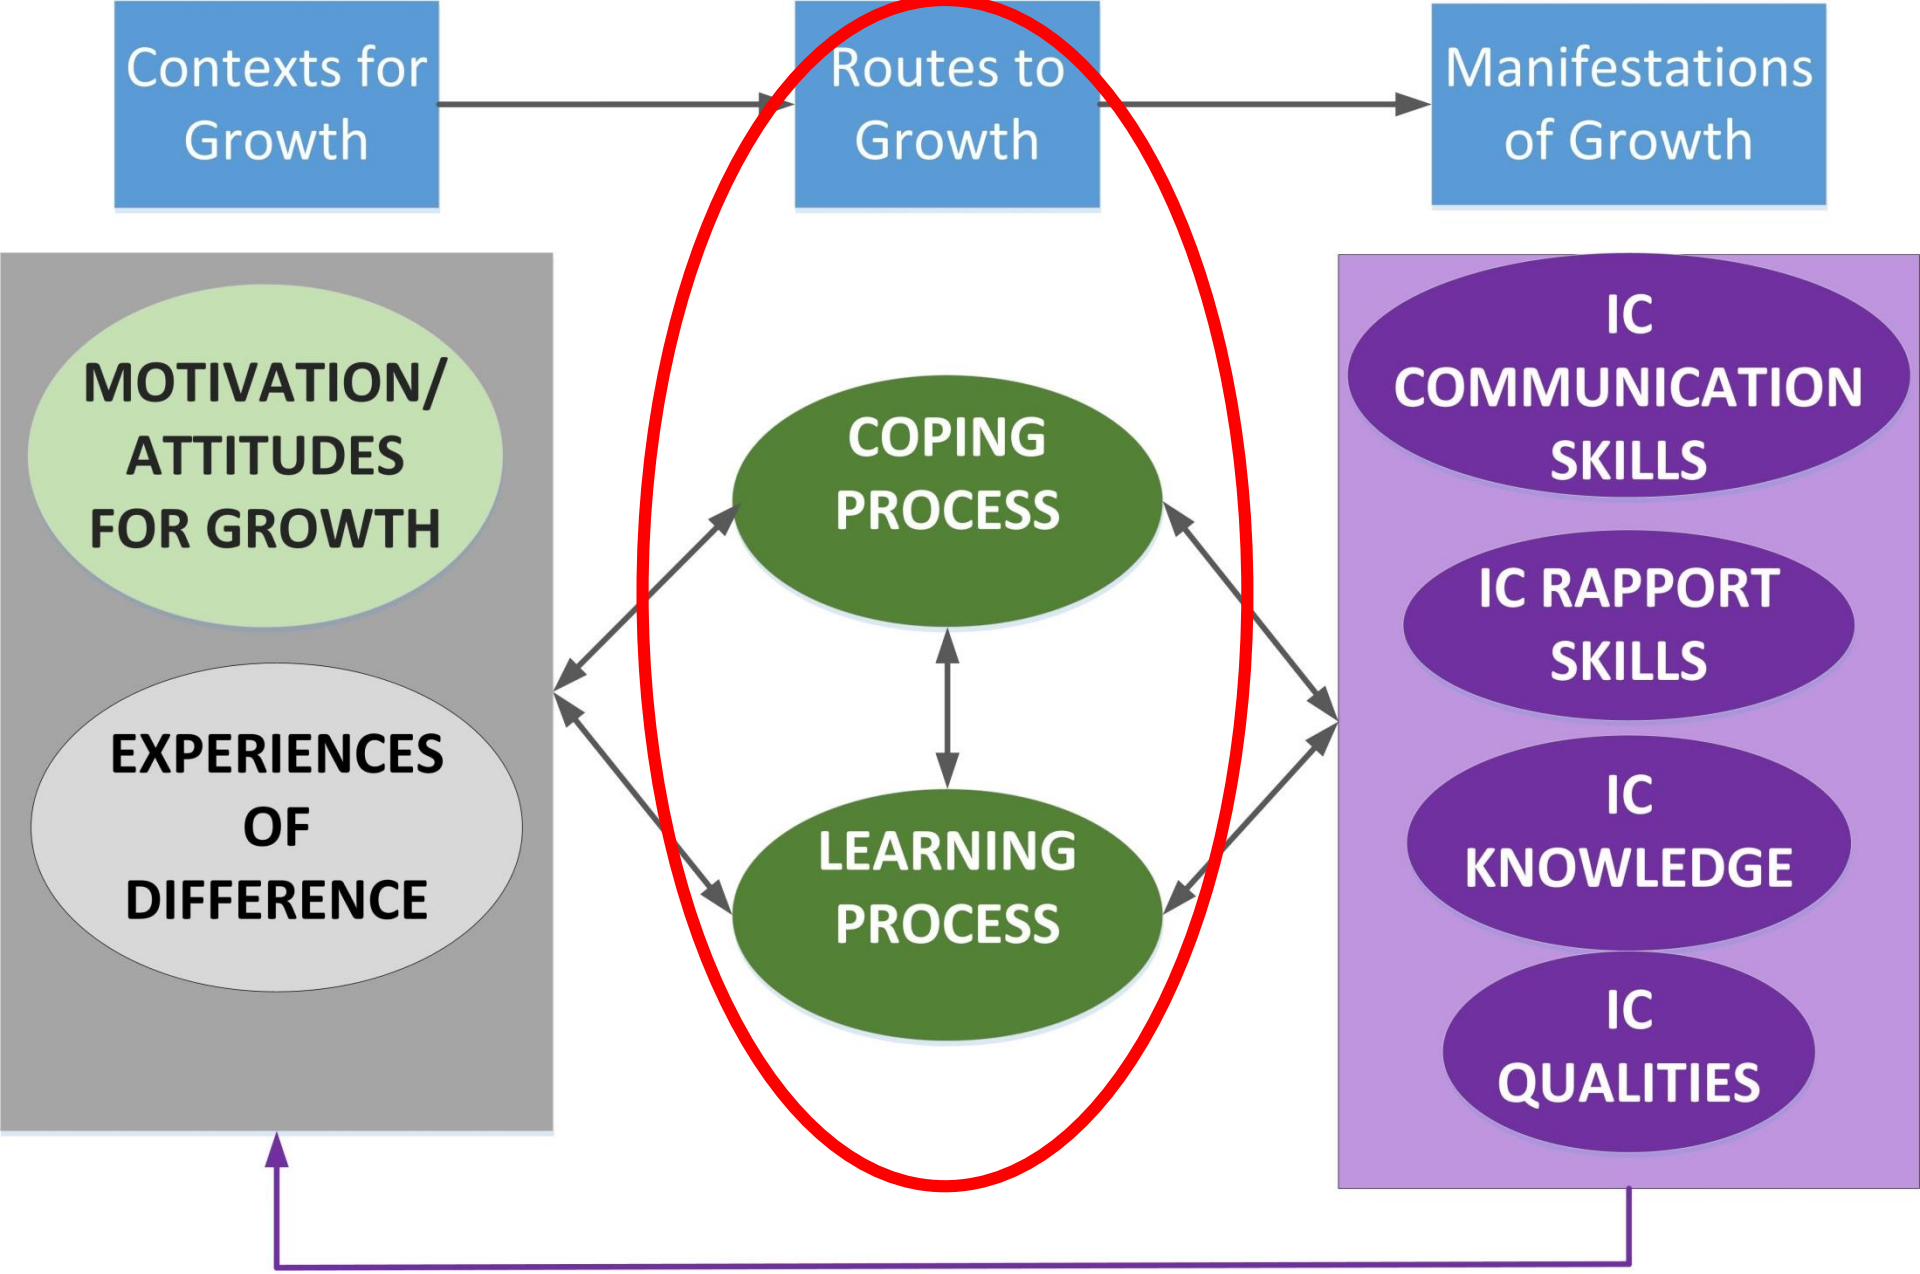 Contexts for
Growth
Routes to
Growth
Manifestations
of Growth
MOTIVATION/
ATTITUDES
FOR GROWTH
EXPERIENCES
OF
DIFFERENCE
COPING
PROCESS
LEARNING
PROCESS
IC
COMMUNICATION
SKILLS
IC RAPPORT
SKILLS
IC
KNOWLEDGE
IC
QUALITIES